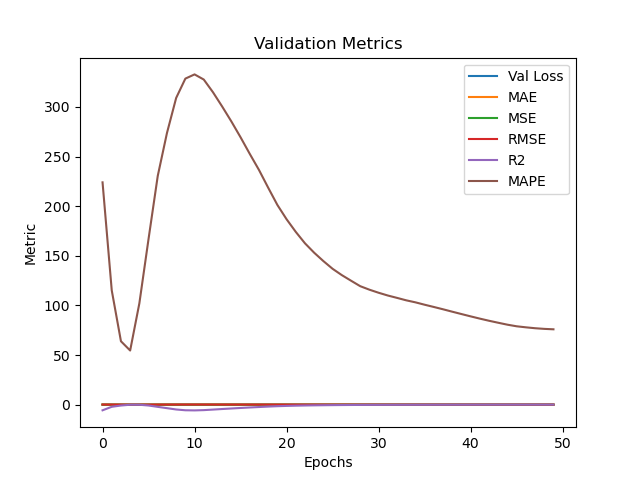 Validation Metrics
Val Loss
MAE
MSE
RMSE
R2
MAPE
300
250
200
150
100
50
0
Metric
0 10 20 30 40 50
Epochs